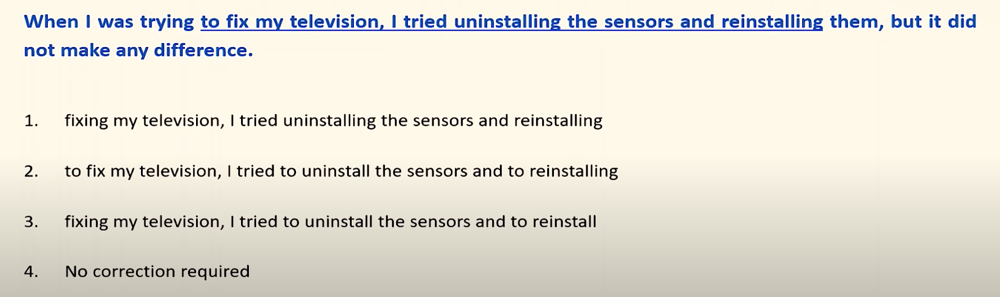 When I was trying to fix my television, I tried uninstalling the sensors and reinstalling them, but it did
not make any difference.
1. fixing my television, I tried uninstalling the sensors and reinstalling
2. to fix my television, I tried to uninstall the sensors and to reinstalling
3. fixing my television, I tried to uninstall the sensors and to reinstall
4. No correction required